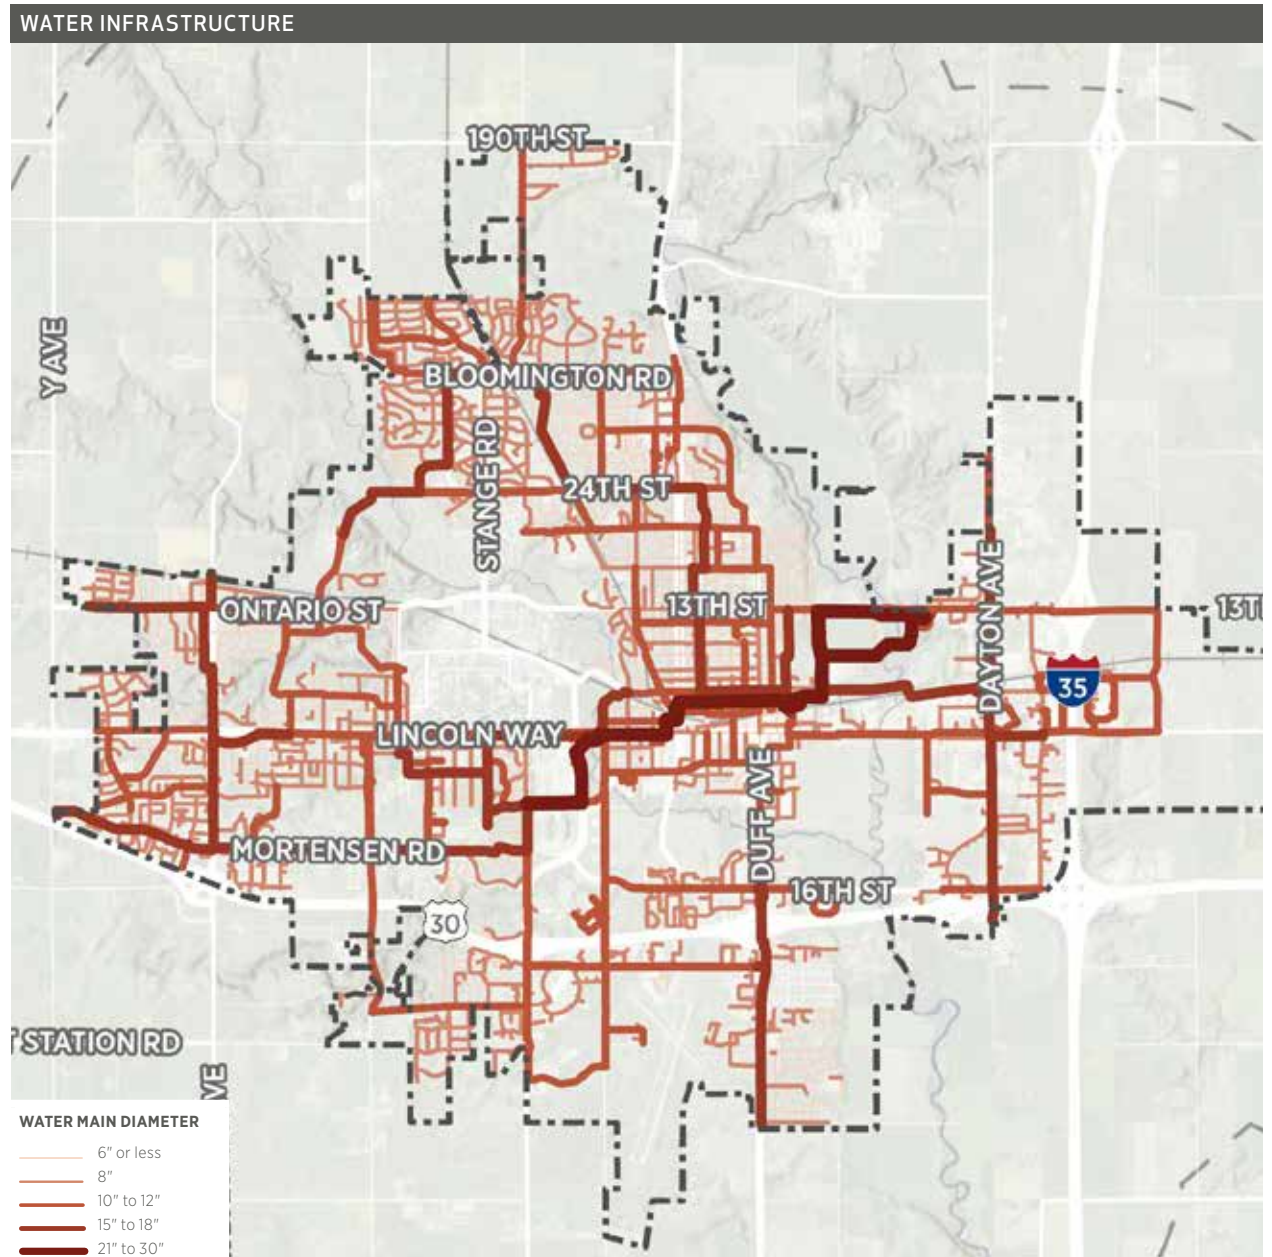 WATER INFRASTRUCTURE
190TH ST
Y AVE
BLOOMINGTON RD
STANGE RD
24TH ST
DAYTON AVE
ONTARIO ST
13TH ST
13T
35
LINCOLN WAY
DUFF AVE
MORTENSEN RD
16TH ST
30
STATION RD
VE
WATER MAIN DIAMETER
6" or less
8"
10" to 12"
15" to 18"
21" to 30"